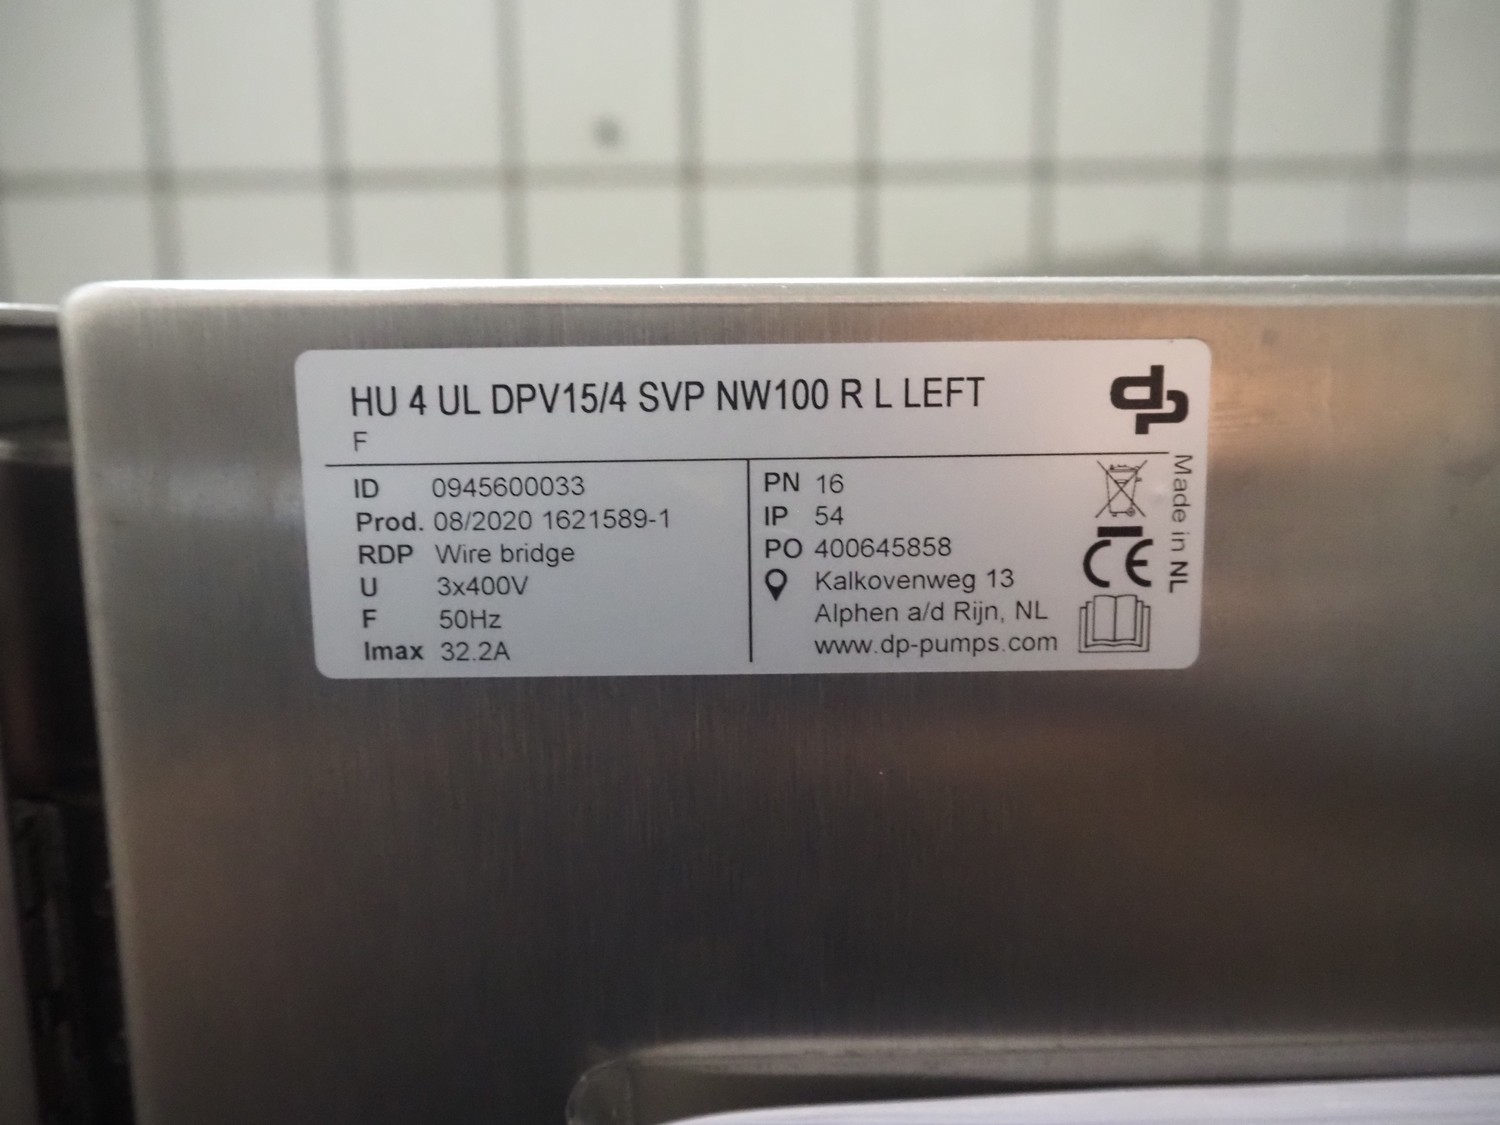 HU 4 UL DPV15/4 SVP NW100 R L LEFT
F
dp
ID 0945600033
Prod. 08/2020 1621589-1
RDP Wire bridge
U 3x400V
F 50Hz
Imax 32.2A
PN 16
IP 54
PO 400645858
Kalkovenweg 13
Alphen a/d Rijn, NL
www.dp-pumps.com
CE
Made in NL